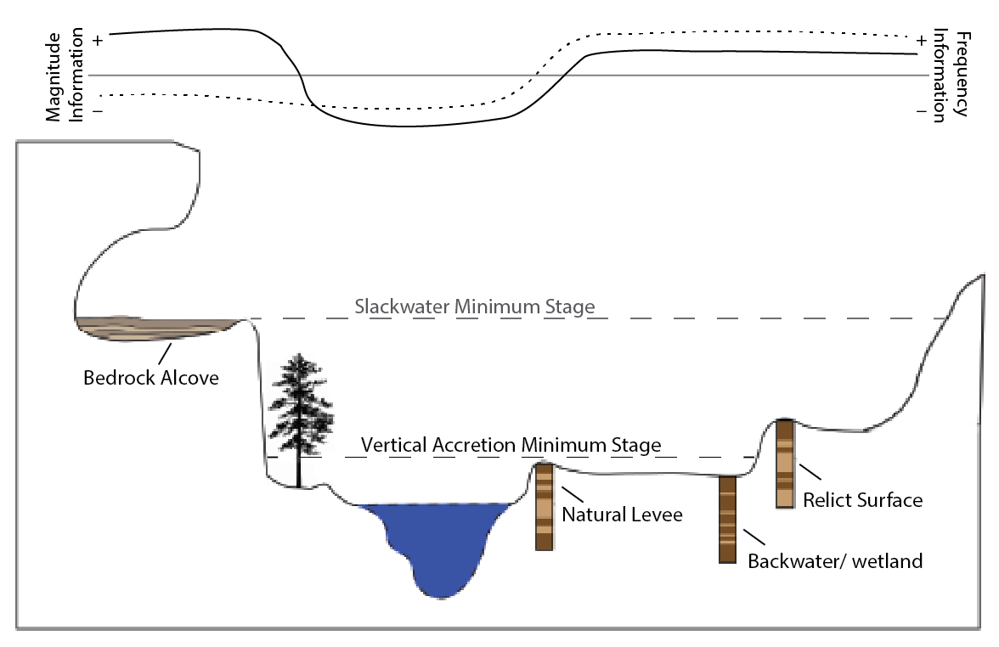 Magnitude
Information
+
–
+
–
Frequency
Information
Slackwater Minimum Stage
Bedrock Alcove
Vertical Accretion Minimum Stage
Natural Levee
Relict Surface
Backwater/ wetland